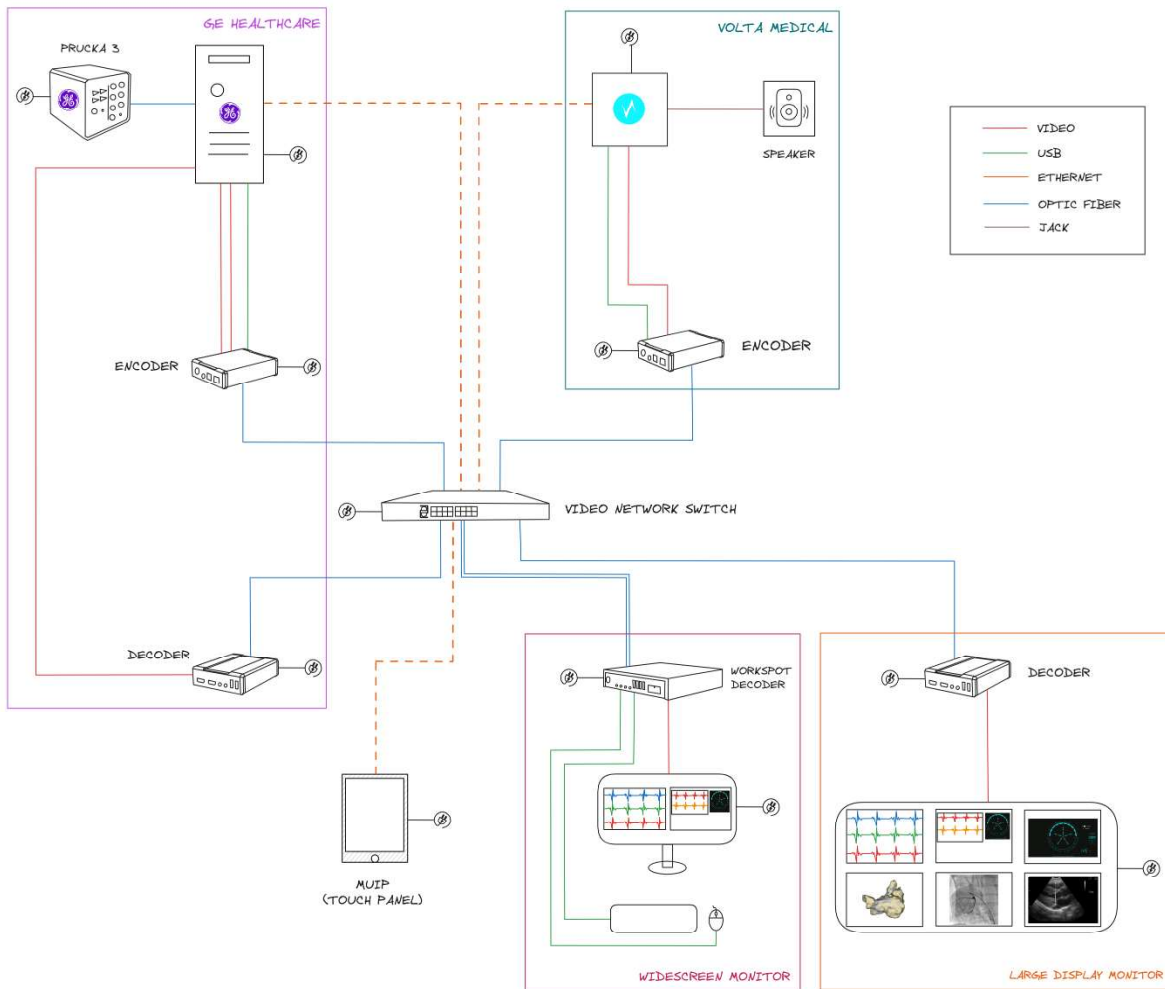 GE HEALTHCARE
VOLTA MEDICAL
PRUCKA 3
SPEAKER
VIDEO
USB
ETHERNET
OPTIC FIBER
JACK
ENCODER
ENCODER
VIDEO NETWORK SWITCH
DECODER
WORKSPOT
DECODER
DECODER
MUIP
(TOUCH PANEL)
WIDESCREEN MONITOR
LARGE DISPLAY MONITOR